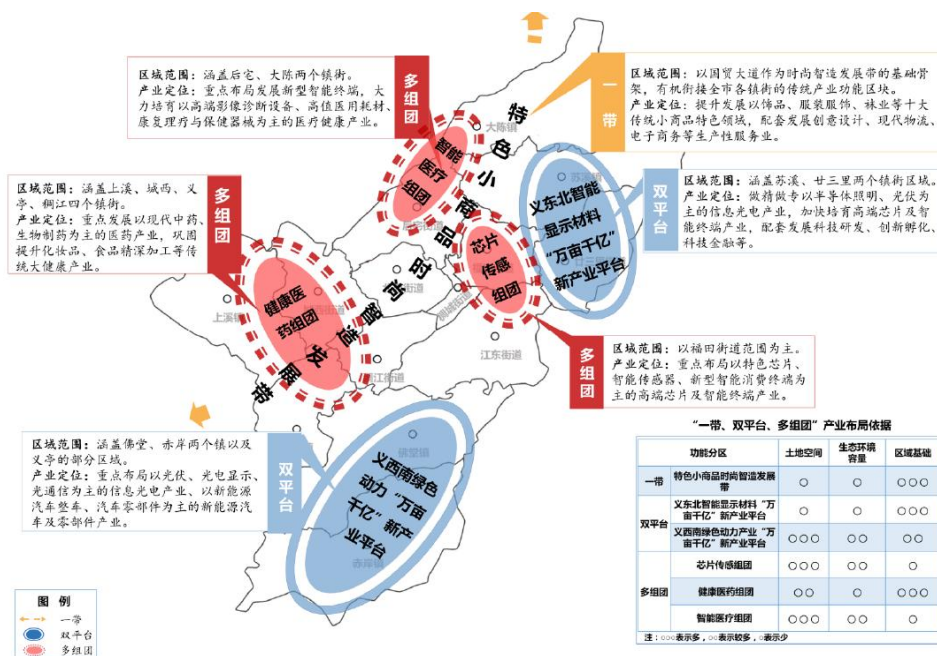 多组团
区域范围：涵盖后宅、大陈两个镇街。
产业定位：重点布局发展新型智能终端，大
力培育以高端影像诊断设备、高值医用耗材、
康复理疗与保健器械为主的医疗健康产业。
一带
区域范围：以国贸大道作为时尚智造发展带的基础骨
架，有机衔接全市各镇街的传统产业功能区块。
产业定位：提升发展以饰品、服装服饰、袜业等十大
传统小商品特色领域，配套发展创意设计、现代物流、
电子商务等生产性服务业。
多组团
区域范围：涵盖上溪、城西、义
亭、稠江四个镇街。
产业定位：重点发展以现代中药、
生物制药为主的医药产业，巩固
提升化妆品、食品精深加工等传
统大健康产业。
双平台
区域范围：涵盖苏溪、廿三里两个镇街区域。
产业定位：做精做专以半导体照明、光伏为
主的信息光电产业，加快培育高端芯片及智
能终端产业，配套发展科技研发、创新孵化、
科技金融等。
特色小商品时尚智造发展带
大陈镇
智能
医疗
组团
苏溪镇
义东北智能
显示材料
“万亩千亿”
新产业平台
芯片
传感
组团
健康医
药组团
上溪镇
稠城街道
江东街道
稠江街道
佛堂镇
义西南绿色
动力“万亩
千亿”新产
业平台
赤岸镇
多组团
区域范围：以福田街道范围为主。
产业定位：重点布局以特色芯片、
智能传感器、新型智能消费终端为
主的高端芯片及智能终端产业。
双平台
区域范围：涵盖佛堂、赤岸两个镇以及
义亭的部分区域。
产业定位：重点布局以光伏、光电显示、
光通信为主的信息光电产业、以新能源
汽车整车、汽车零部件为主的新能源汽
车及零部件产业。
“一带、双平台、多组团”产业布局依据
功能分区 土地空间 生态环境容量 区域基础
一带 特色小商品时尚智造发展带 ○ ○ ○○○
双平台 义东北智能显示材料“万亩千亿”新产业平台 ○ ○ ○○○
义西南绿色动力产业“万亩千亿”新产业平台 ○○○ ○○ ○○
多组团 芯片传感组团 ○○○ ○○ ○
健康医药组团 ○○ ○ ○○○
智能医疗组团 ○○○ ○○ ○
注：○○○表示多，○○表示较多，○表示少
图 例
一带
双平台
多组团